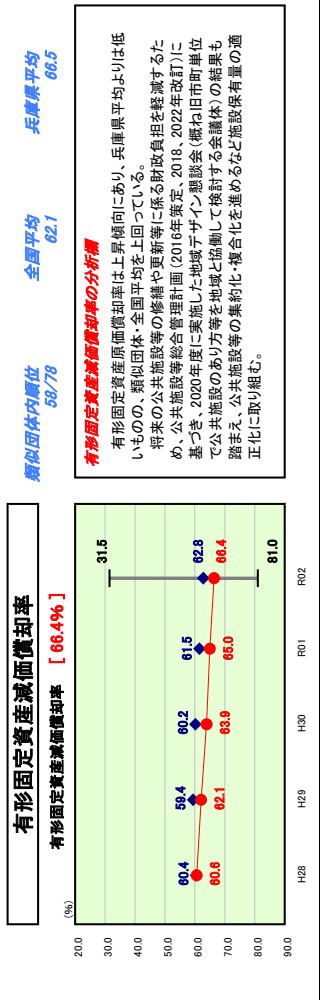 有形固定資産減価償却率
有形固定資産減価償却率 [ 66.4% ]
(%)
20.0
30.0
40.0
50.0
60.0
70.0
80.0
90.0
60.4
59.4
60.2
61.5
62.8
60.6
62.1
63.9
65.0
66.4
31.5
81.0
H28
H29
H30
R01
R02
類似団体内順位
58/78
全国平均
62.1
兵庫県平均
66.5
有形固定資産減価償却率の分析欄
有形固定資産原価償却率は上昇傾向にあり、兵庫県平均よりは低
いものの、類似団体・全国平均を上回っている。
将来の公共施設等の修繕や更新等に係る財政負担を軽減するた
め、公共施設等総合管理計画(2016年策定、2018、2022年改訂)に
基づき、2020年度に実施した地域デザイン懇談会(概ね旧市町単位
で公共施設のあり方等を地域と協働して検討する会議体)の結果も
踏まえ、公共施設等の集約化・複合化を進めるなど施設保有量の適
正化に取り組む。